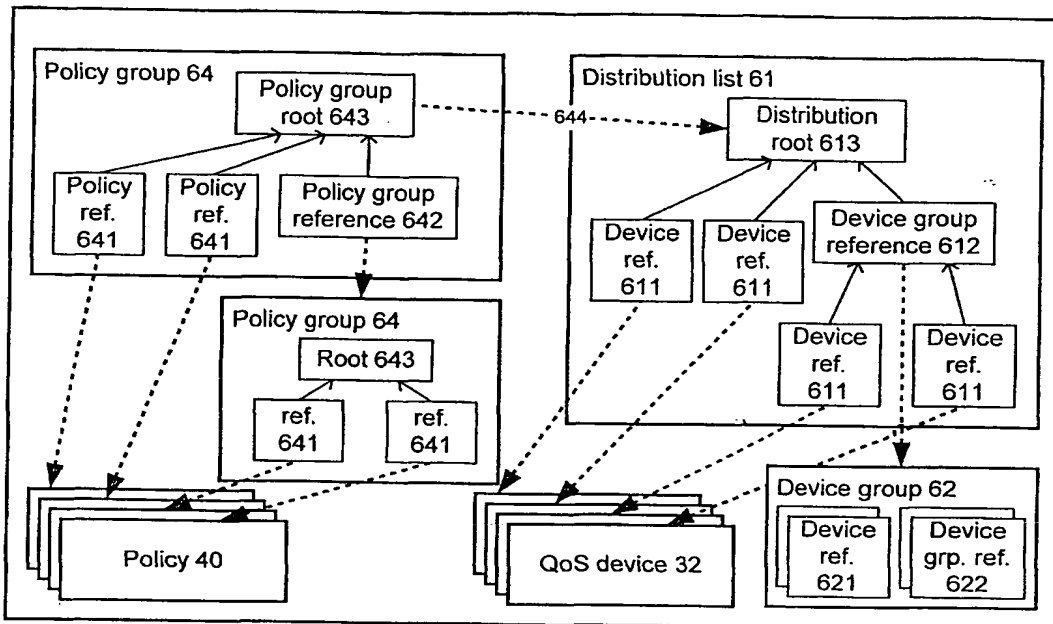 Policy group 64
Policy group
root 643
644
Policy
ref.
641
Policy
ref.
641
Policy group
reference 642
Policy group 64
Root 643
ref.
641
ref.
641
Policy 40
Distribution list 61
Distribution
root 613
Device
ref.
611
Device
ref.
611
Device group
reference 612
Device
ref.
611
Device
ref.
611
QoS device 32
Device group 62
Device
ref.
621
Device
grp. ref.
622